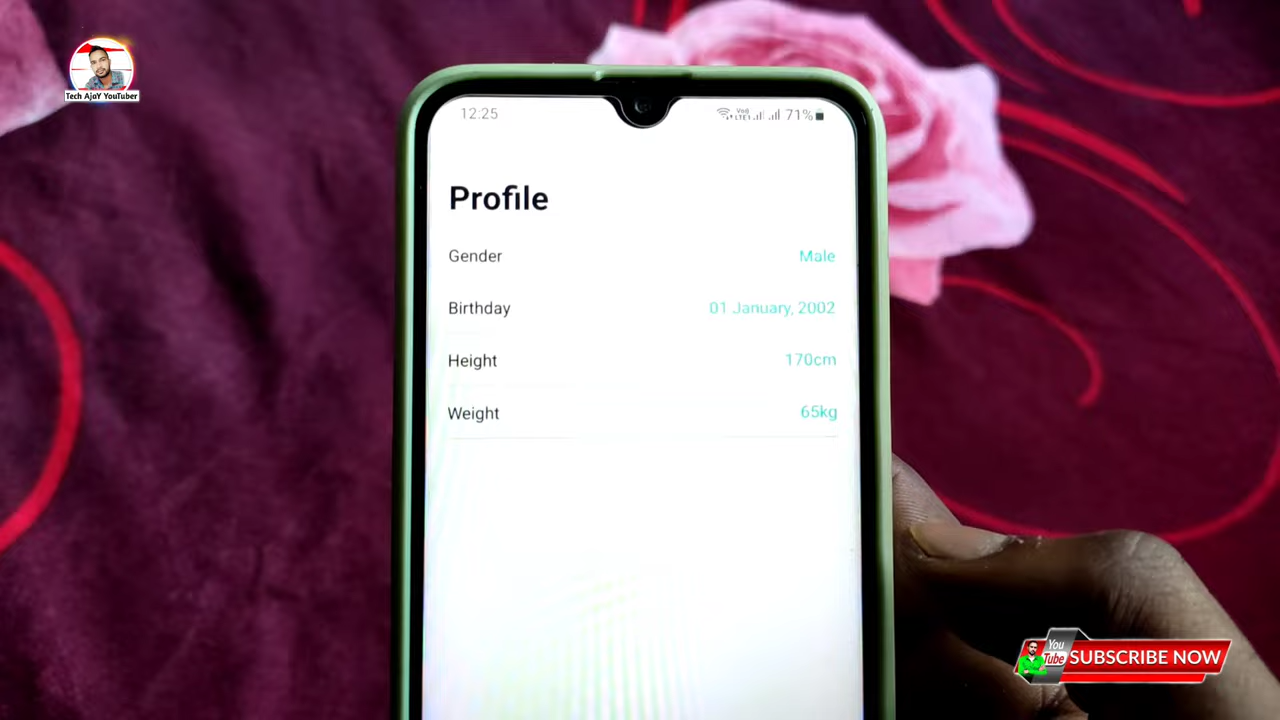 Tech AjaY YouTuber
12:25
71%
Profile
Gender Male
Birthday 01 January, 2002
Height 170cm
Weight 65kg
You
Tube
SUBSCRIBE NOW